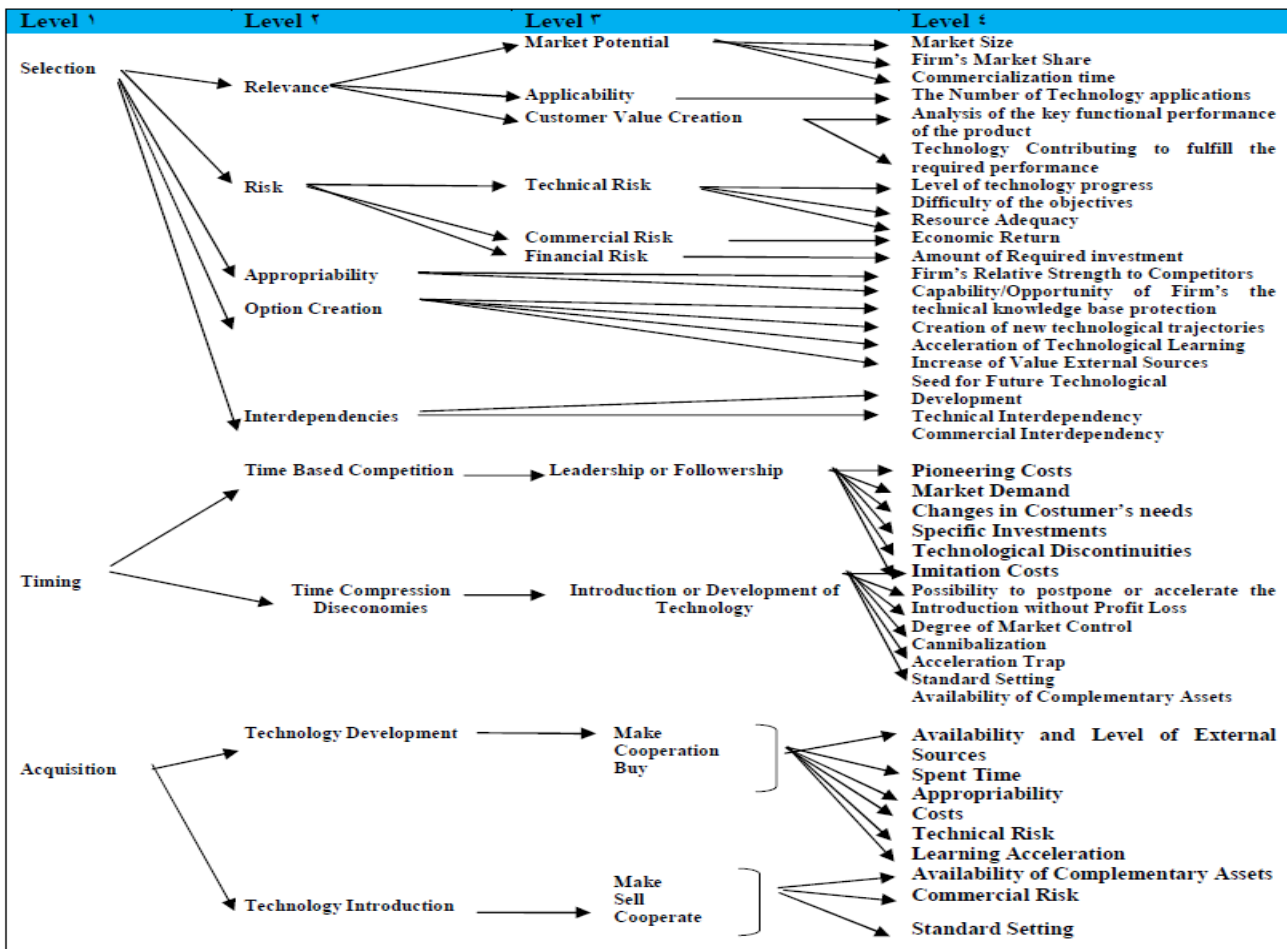 Level ١ Level ٢ Level ٣ Level ٤
Market Potential Market Size
Selection Firm's Market Share
Relevance Commercialization time
Applicability The Number of Technology applications
Customer Value Creation Analysis of the key functional performance
of the product
Technology Contributing to fulfill the
required performance
Risk Technical Risk Level of technology progress
Difficulty of the objectives
Resource Adequacy
Commercial Risk Economic Return
Financial Risk Amount of Required investment
Appropriability Firm's Relative Strength to Competitors
Option Creation Capability/Opportunity of Firm's the
technical knowledge base protection
Creation of new technological trajectories
Acceleration of Technological Learning
Increase of Value External Sources
Seed for Future Technological
Development
Interdependencies Technical Interdependency
Commercial Interdependency
Time Based Competition Leadership or Followership Pioneering Costs
Market Demand
Changes in Costumer's needs
Specific Investments
Technological Discontinuities
Timing Imitation Costs
Time Compression Introduction or Development of Possibility to postpone or accelerate the
Diseconomies Technology Introduction without Profit Loss
Degree of Market Control
Cannibalization
Acceleration Trap
Standard Setting
Availability of Complementary Assets
Technology Development Make Availability and Level of External
Cooperation Sources
Acquisition Buy Spent Time
Appropriability
Costs
Technical Risk
Learning Acceleration
Make Availability of Complementary Assets
Sell Commercial Risk
Technology Introduction Cooperate
Standard Setting